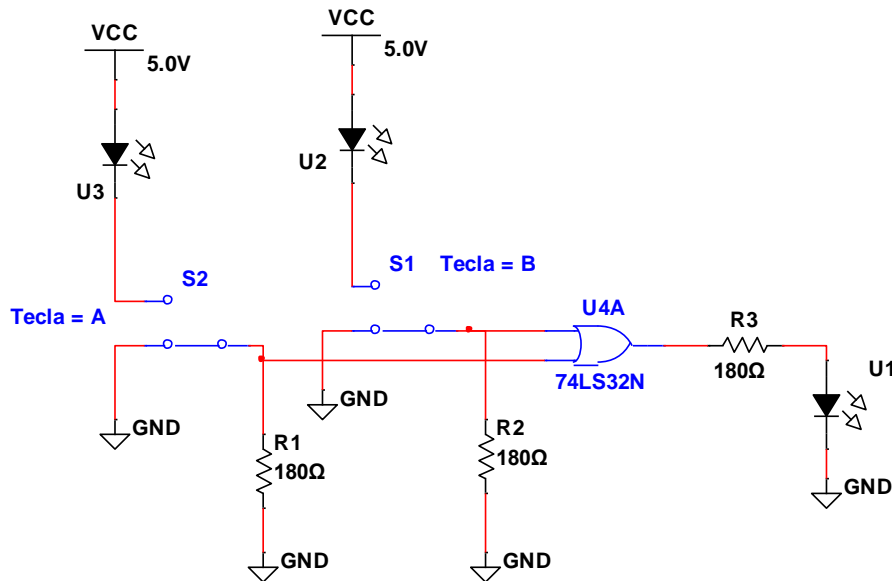 VCC
5.0V
U3
S2
Tecla = A
GND
R1
180Ω
GND
VCC
5.0V
U2
S1 Tecla = B
GND
R2
180Ω
GND
U4A
74LS32N
R3
180Ω
U1
GND